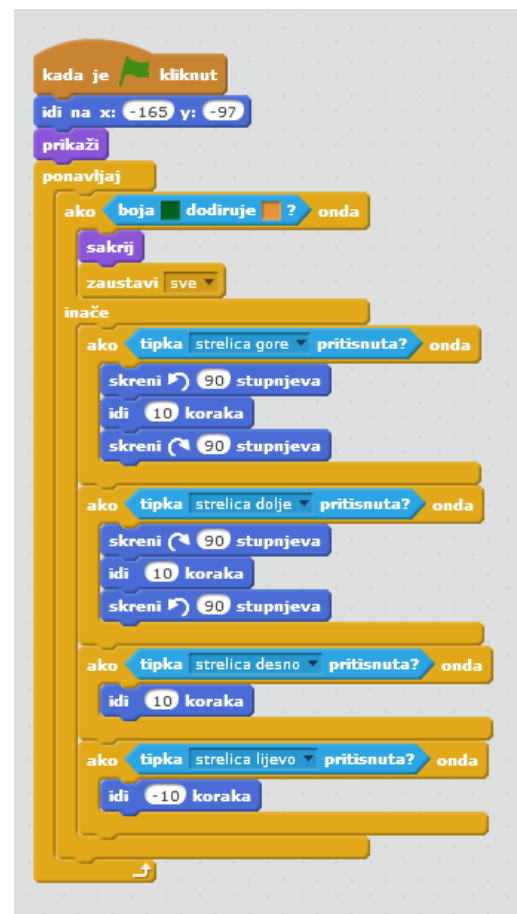 kada je kliknut
idi na x: -165 y: -97
prikaži
ponavljaj
ako boja dodiruje ? onda
sakrij
zaustavi sve
inače
ako tipka strelica gore pritisnuta? onda
skreni 90 stupnjeva
idi 10 koraka
skreni 90 stupnjeva
ako tipka strelica dolje pritisnuta? onda
skreni 90 stupnjeva
idi 10 koraka
skreni 90 stupnjeva
ako tipka strelica desno pritisnuta? onda
idi 10 koraka
ako tipka strelica lijevo pritisnuta? onda
idi -10 koraka